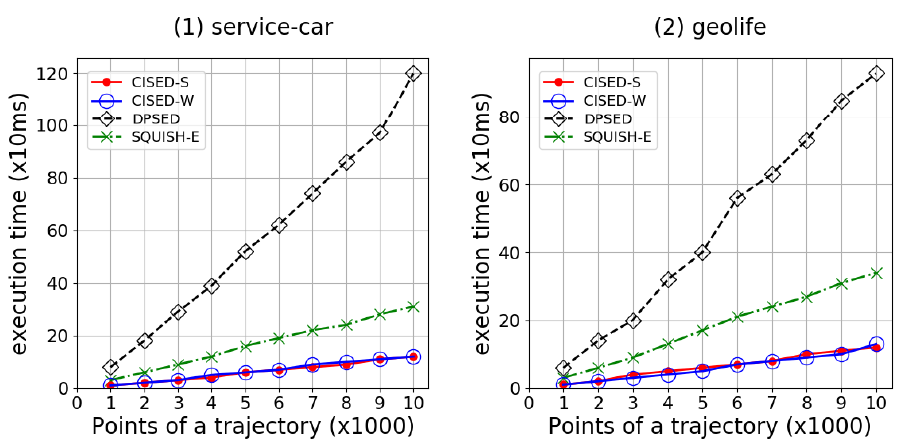 (1) service-car
execution time (x10ms)
120
100
80
60
40
20
0
CISED-S
CISED-W
DPSED
SQUISH-E
0 1 2 3 4 5 6 7 8 9 10
Points of a trajectory (x1000)
(2) geolife
execution time (x10ms)
80
60
40
20
0
CISED-S
CISED-W
DPSED
SQUISH-E
0 1 2 3 4 5 6 7 8 9 10
Points of a trajectory (x1000)